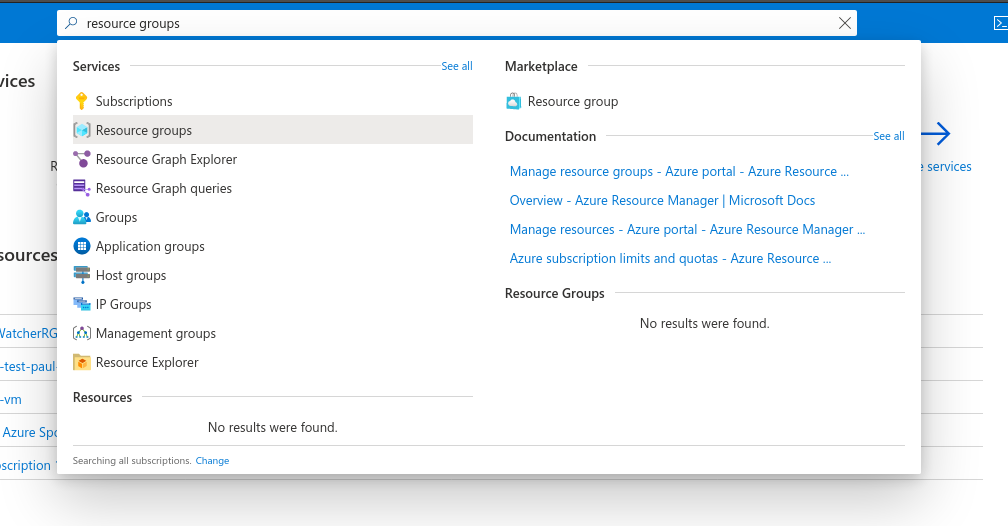 resource groups
Services
See all
Subscriptions
Resource groups
Resource Graph Explorer
Resource Graph queries
Groups
Application groups
Host groups
IP Groups
Management groups
Resource Explorer
Resources
No results were found.
Searching all subscriptions. Change
Marketplace
Resource group
Documentation
See all
Manage resource groups - Azure portal - Azure Resource ...
Overview - Azure Resource Manager | Microsoft Docs
Manage resources - Azure portal - Azure Resource Manager ...
Azure subscription limits and quotas - Azure Resource ...
Resource Groups
No results were found.
vices
R
e services
sources
WatcherRG
-test-paul-
-vm
Azure Spo
scription